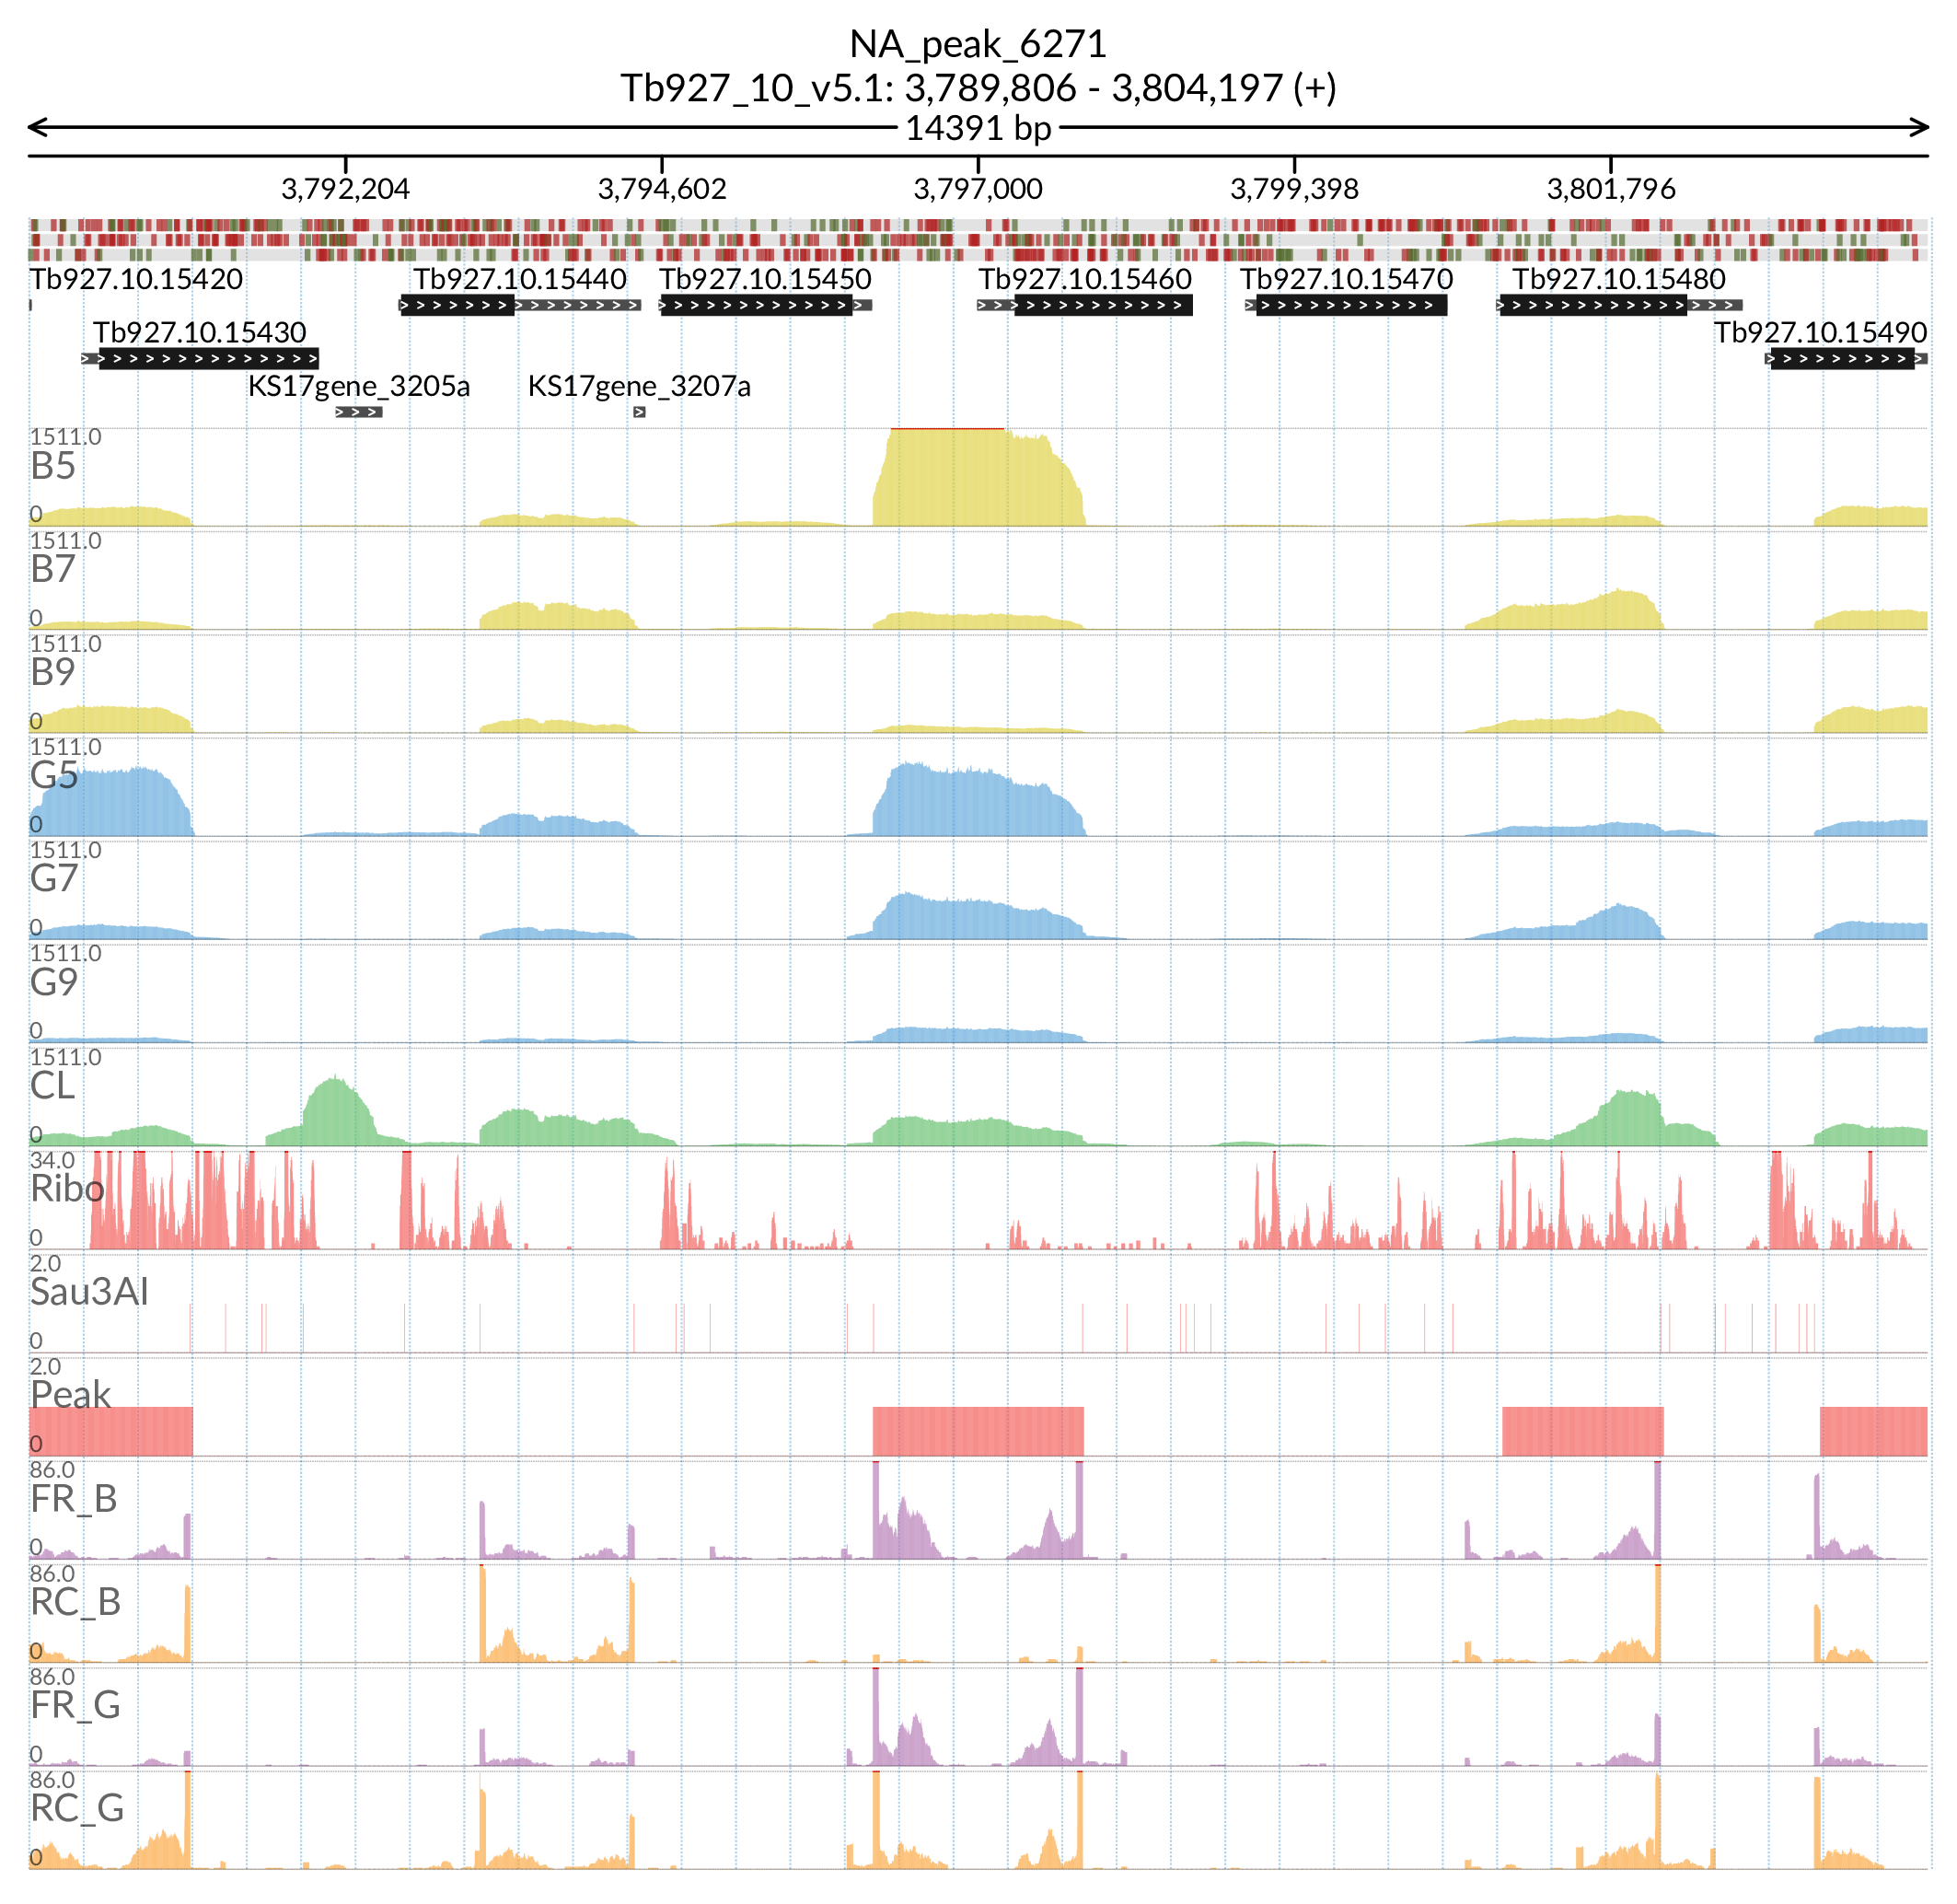 NA_peak_6271
Tb927_10_v5.1: 3,789,806 - 3,804,197 (+)
14391 bp
3,792,204 3,794,602 3,797,000 3,799,398 3,801,796
Tb927.10.15420 Tb927.10.15440 Tb927.10.15450 Tb927.10.15460 Tb927.10.15470 Tb927.10.15480
Tb927.10.15430 Tb927.10.15490
KS17gene_3205a KS17gene_3207a
1511.0
B5
0
1511.0
B7
0
1511.0
B9
0
1511.0
G5
0
1511.0
G7
0
1511.0
G9
0
1511.0
CL
0
34.0
Ribo
0
2.0
Sau3AI
0
2.0
Peak
0
86.0
FR_B
0
86.0
RC_B
0
86.0
FR_G
0
86.0
RC_G
0